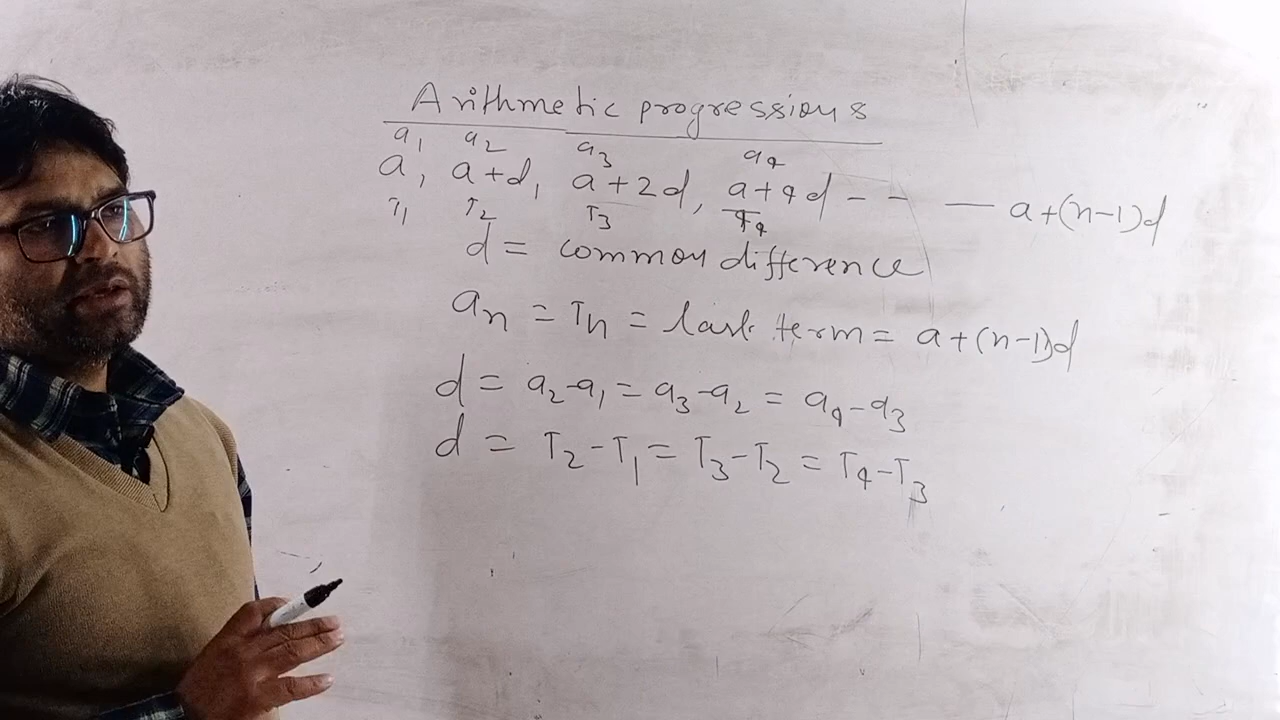 Arithmetic progressions
a₁ a₂ a₃ a₄
a, a+d, a+2d, a+4d - - — a+(n-1)d
T₁ T₂ T₃ T₄
d = common difference
aₙ = Tₙ = last term = a+(n-1)d
d = a₂-a₁ = a₃-a₂ = a₄-a₃
d = T₂-T₁ = T₃-T₂ = T₄-T₃